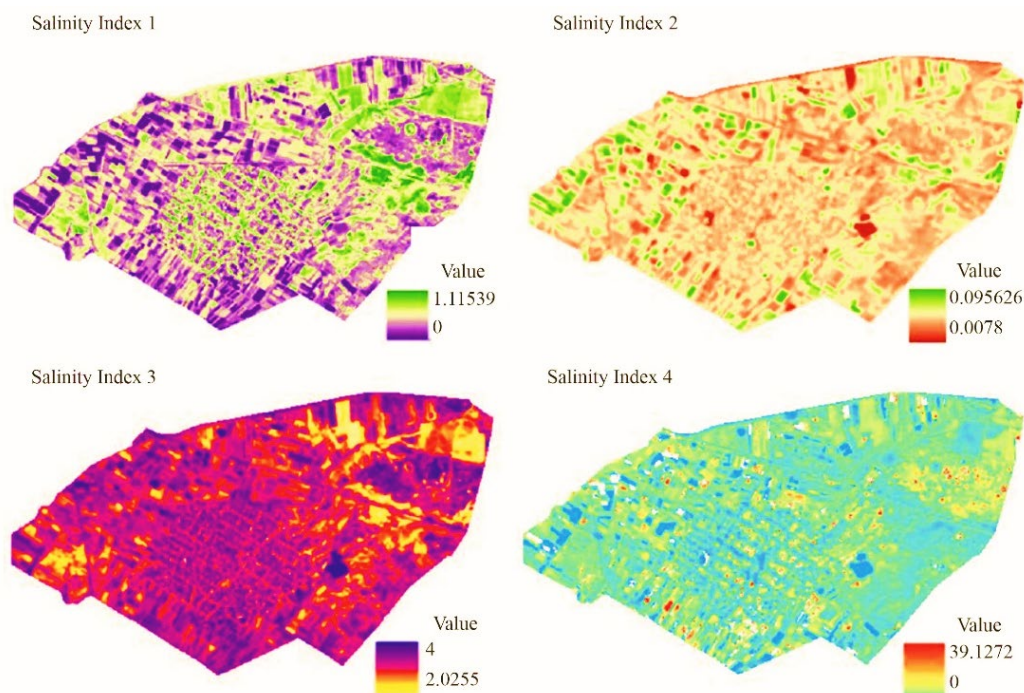 Salinity Index 1
Salinity Index 2
Value
1.11539
0
Value
0.095626
0.0078
Salinity Index 3
Salinity Index 4
Value
4
2.0255
Value
39.1272
0